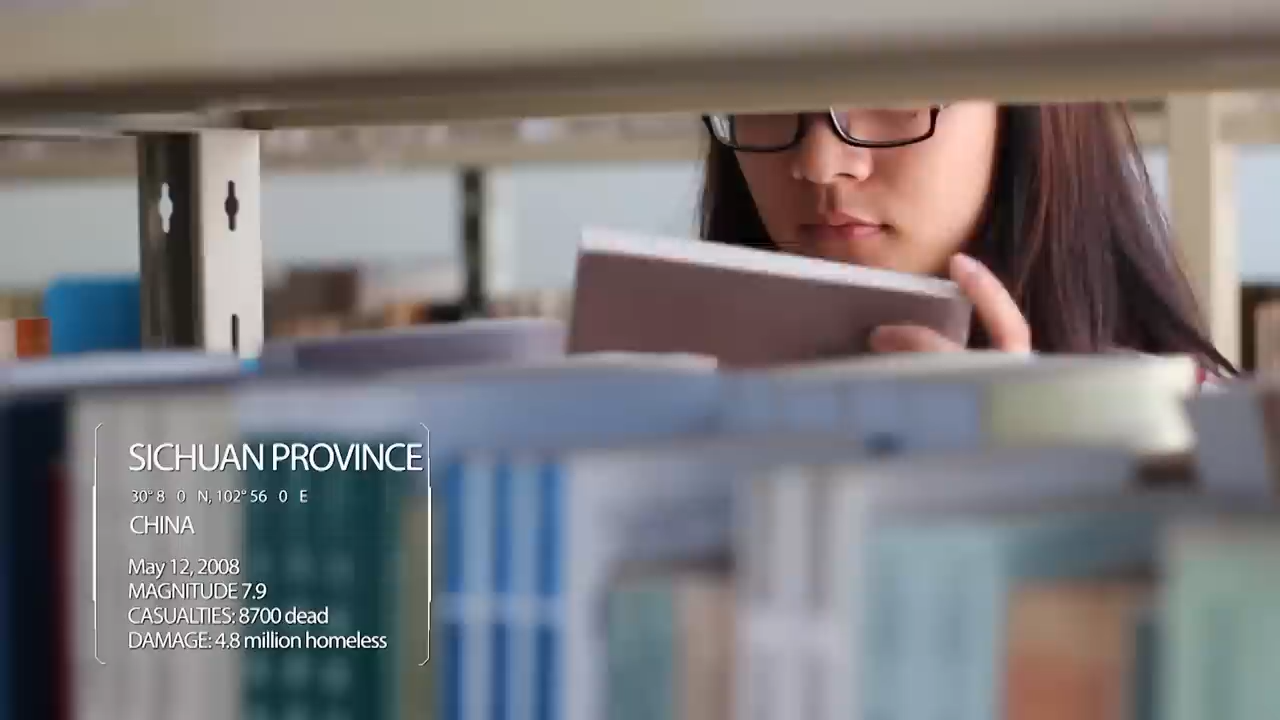 SICHUAN PROVINCE
30° 8 0 N, 102° 56 0 E
CHINA
May 12, 2008
MAGNITUDE 7.9
CASUALTIES: 8700 dead
DAMAGE: 4.8 million homeless